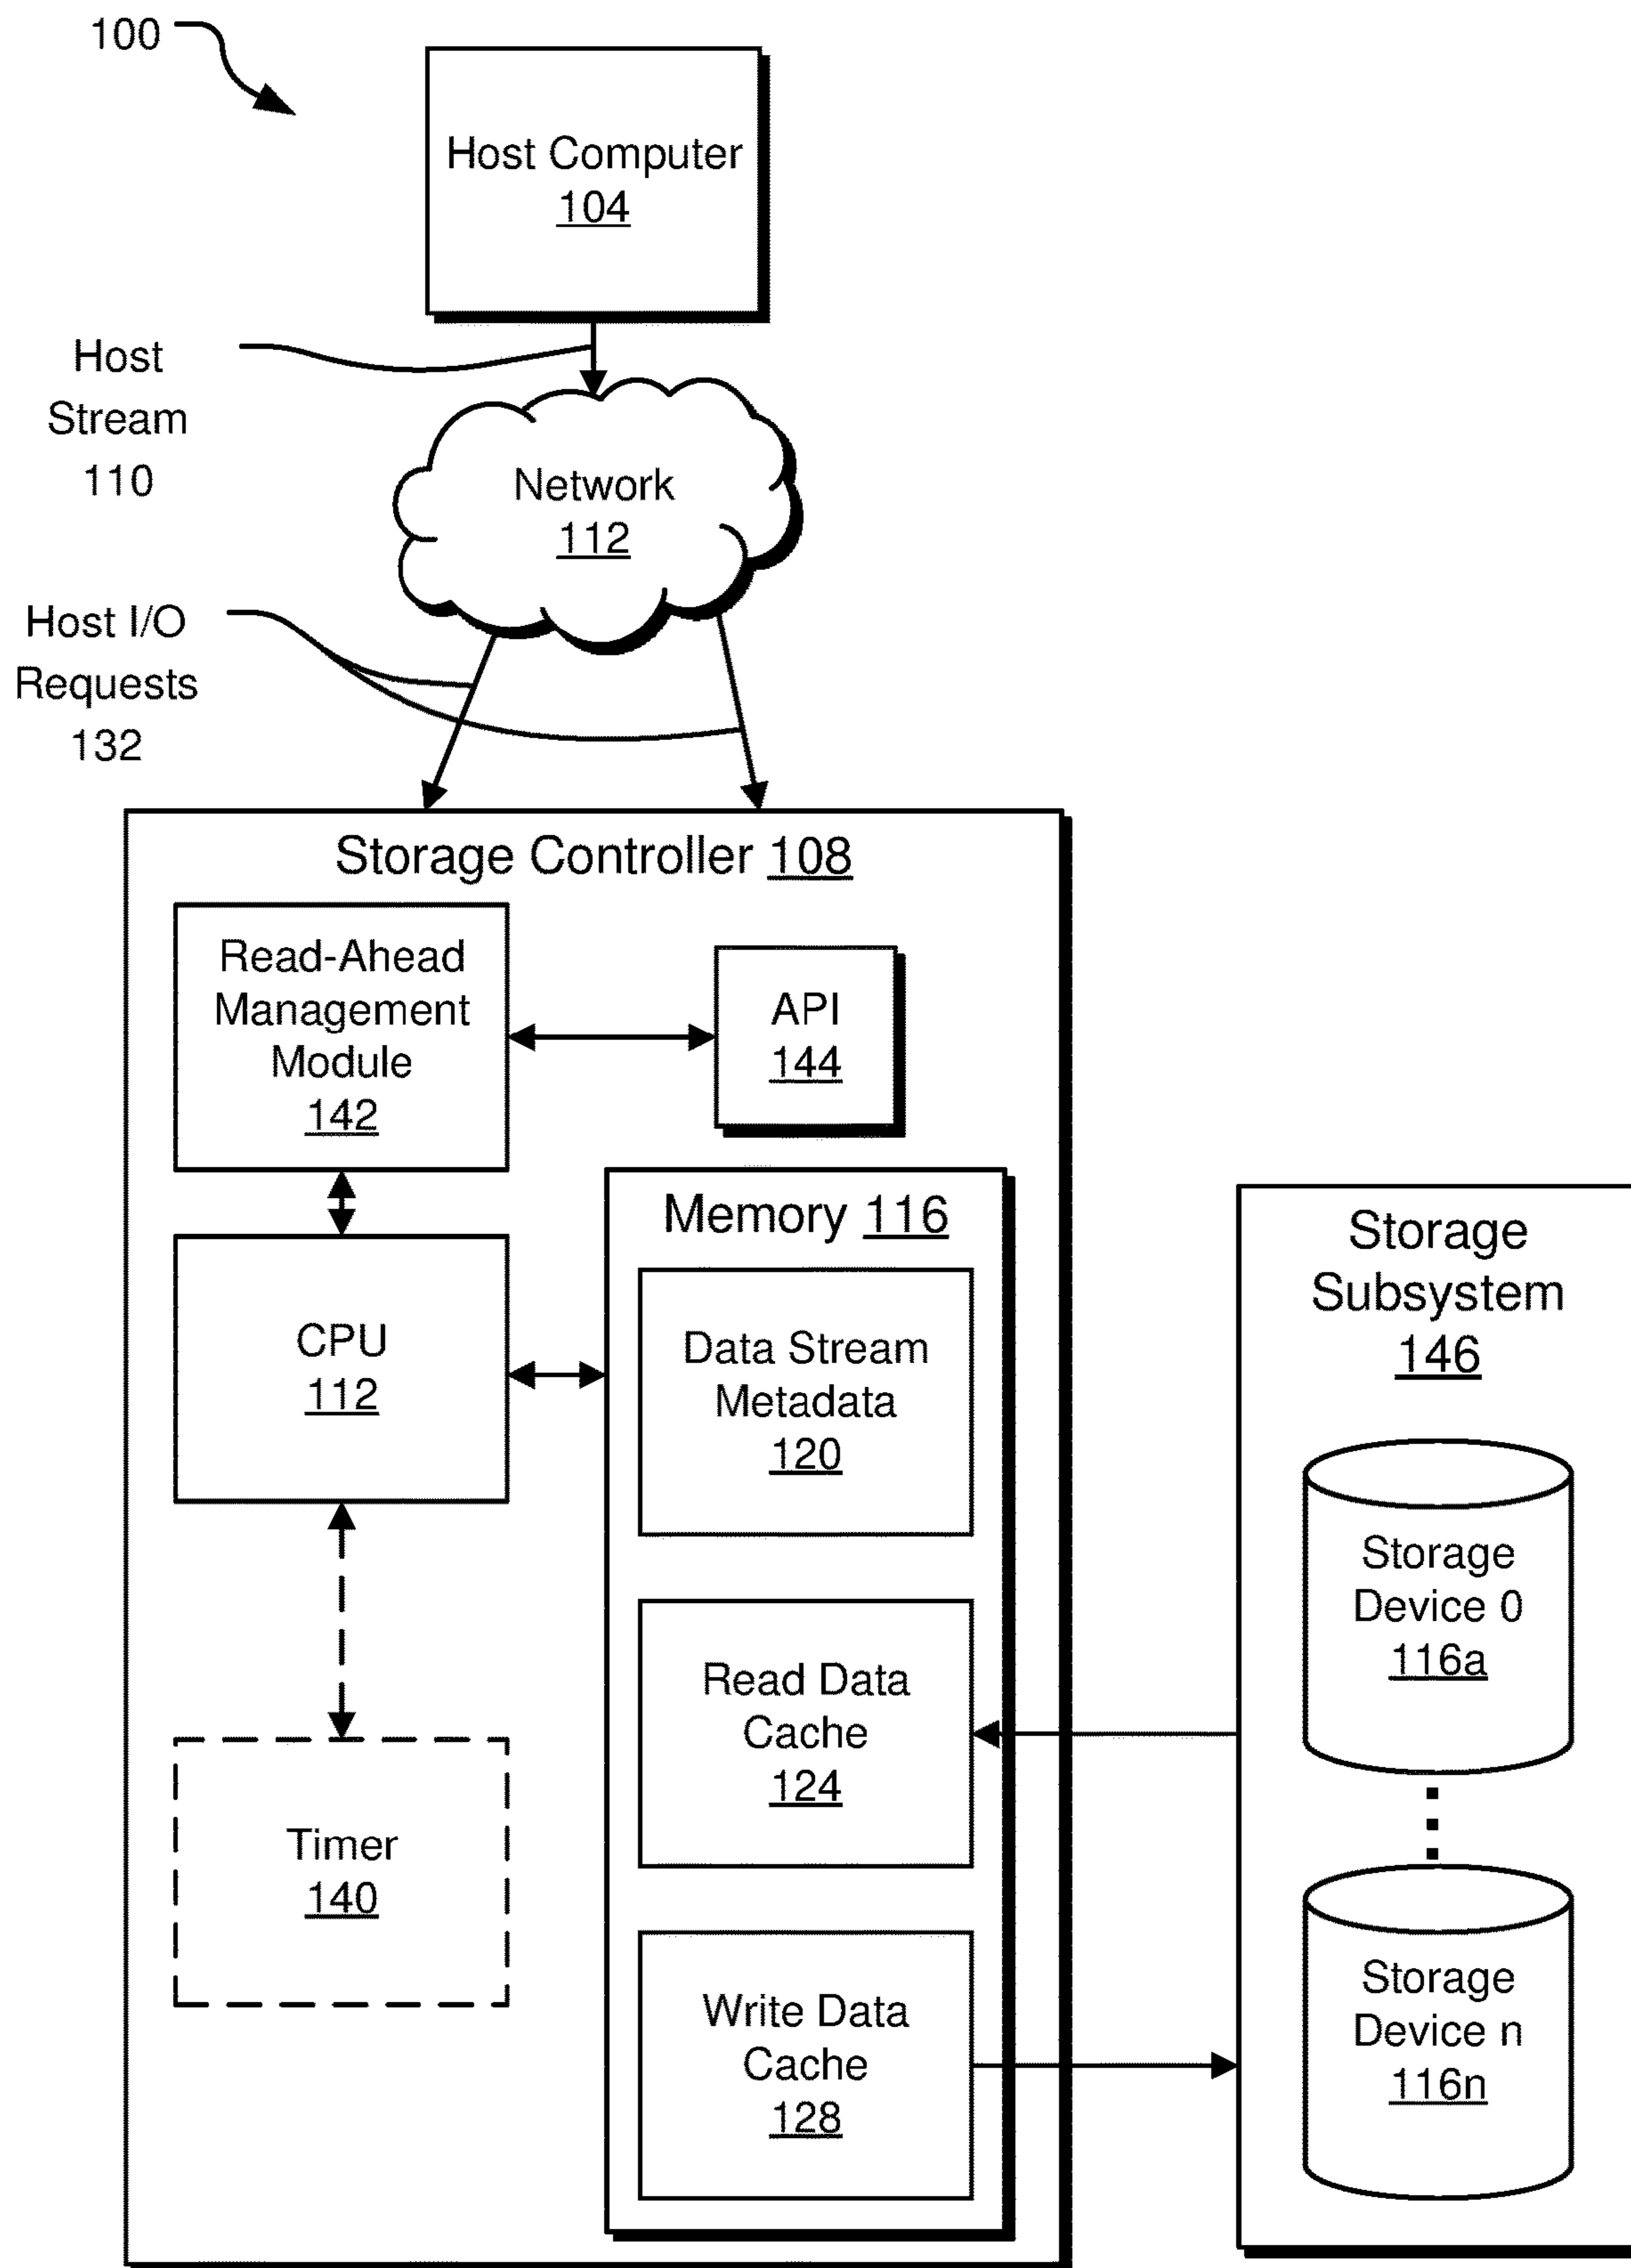 100
Host Computer
104
Host
Stream
110
Network
112
Host I/O
Requests
132
Storage Controller 108
Read-Ahead
Management
Module
142
API
144
Memory 116
CPU
112
Data Stream
Metadata
120
Timer
140
Read Data
Cache
124
Write Data
Cache
128
Storage
Subsystem
146
Storage
Device 0
116a
Storage
Device n
116n